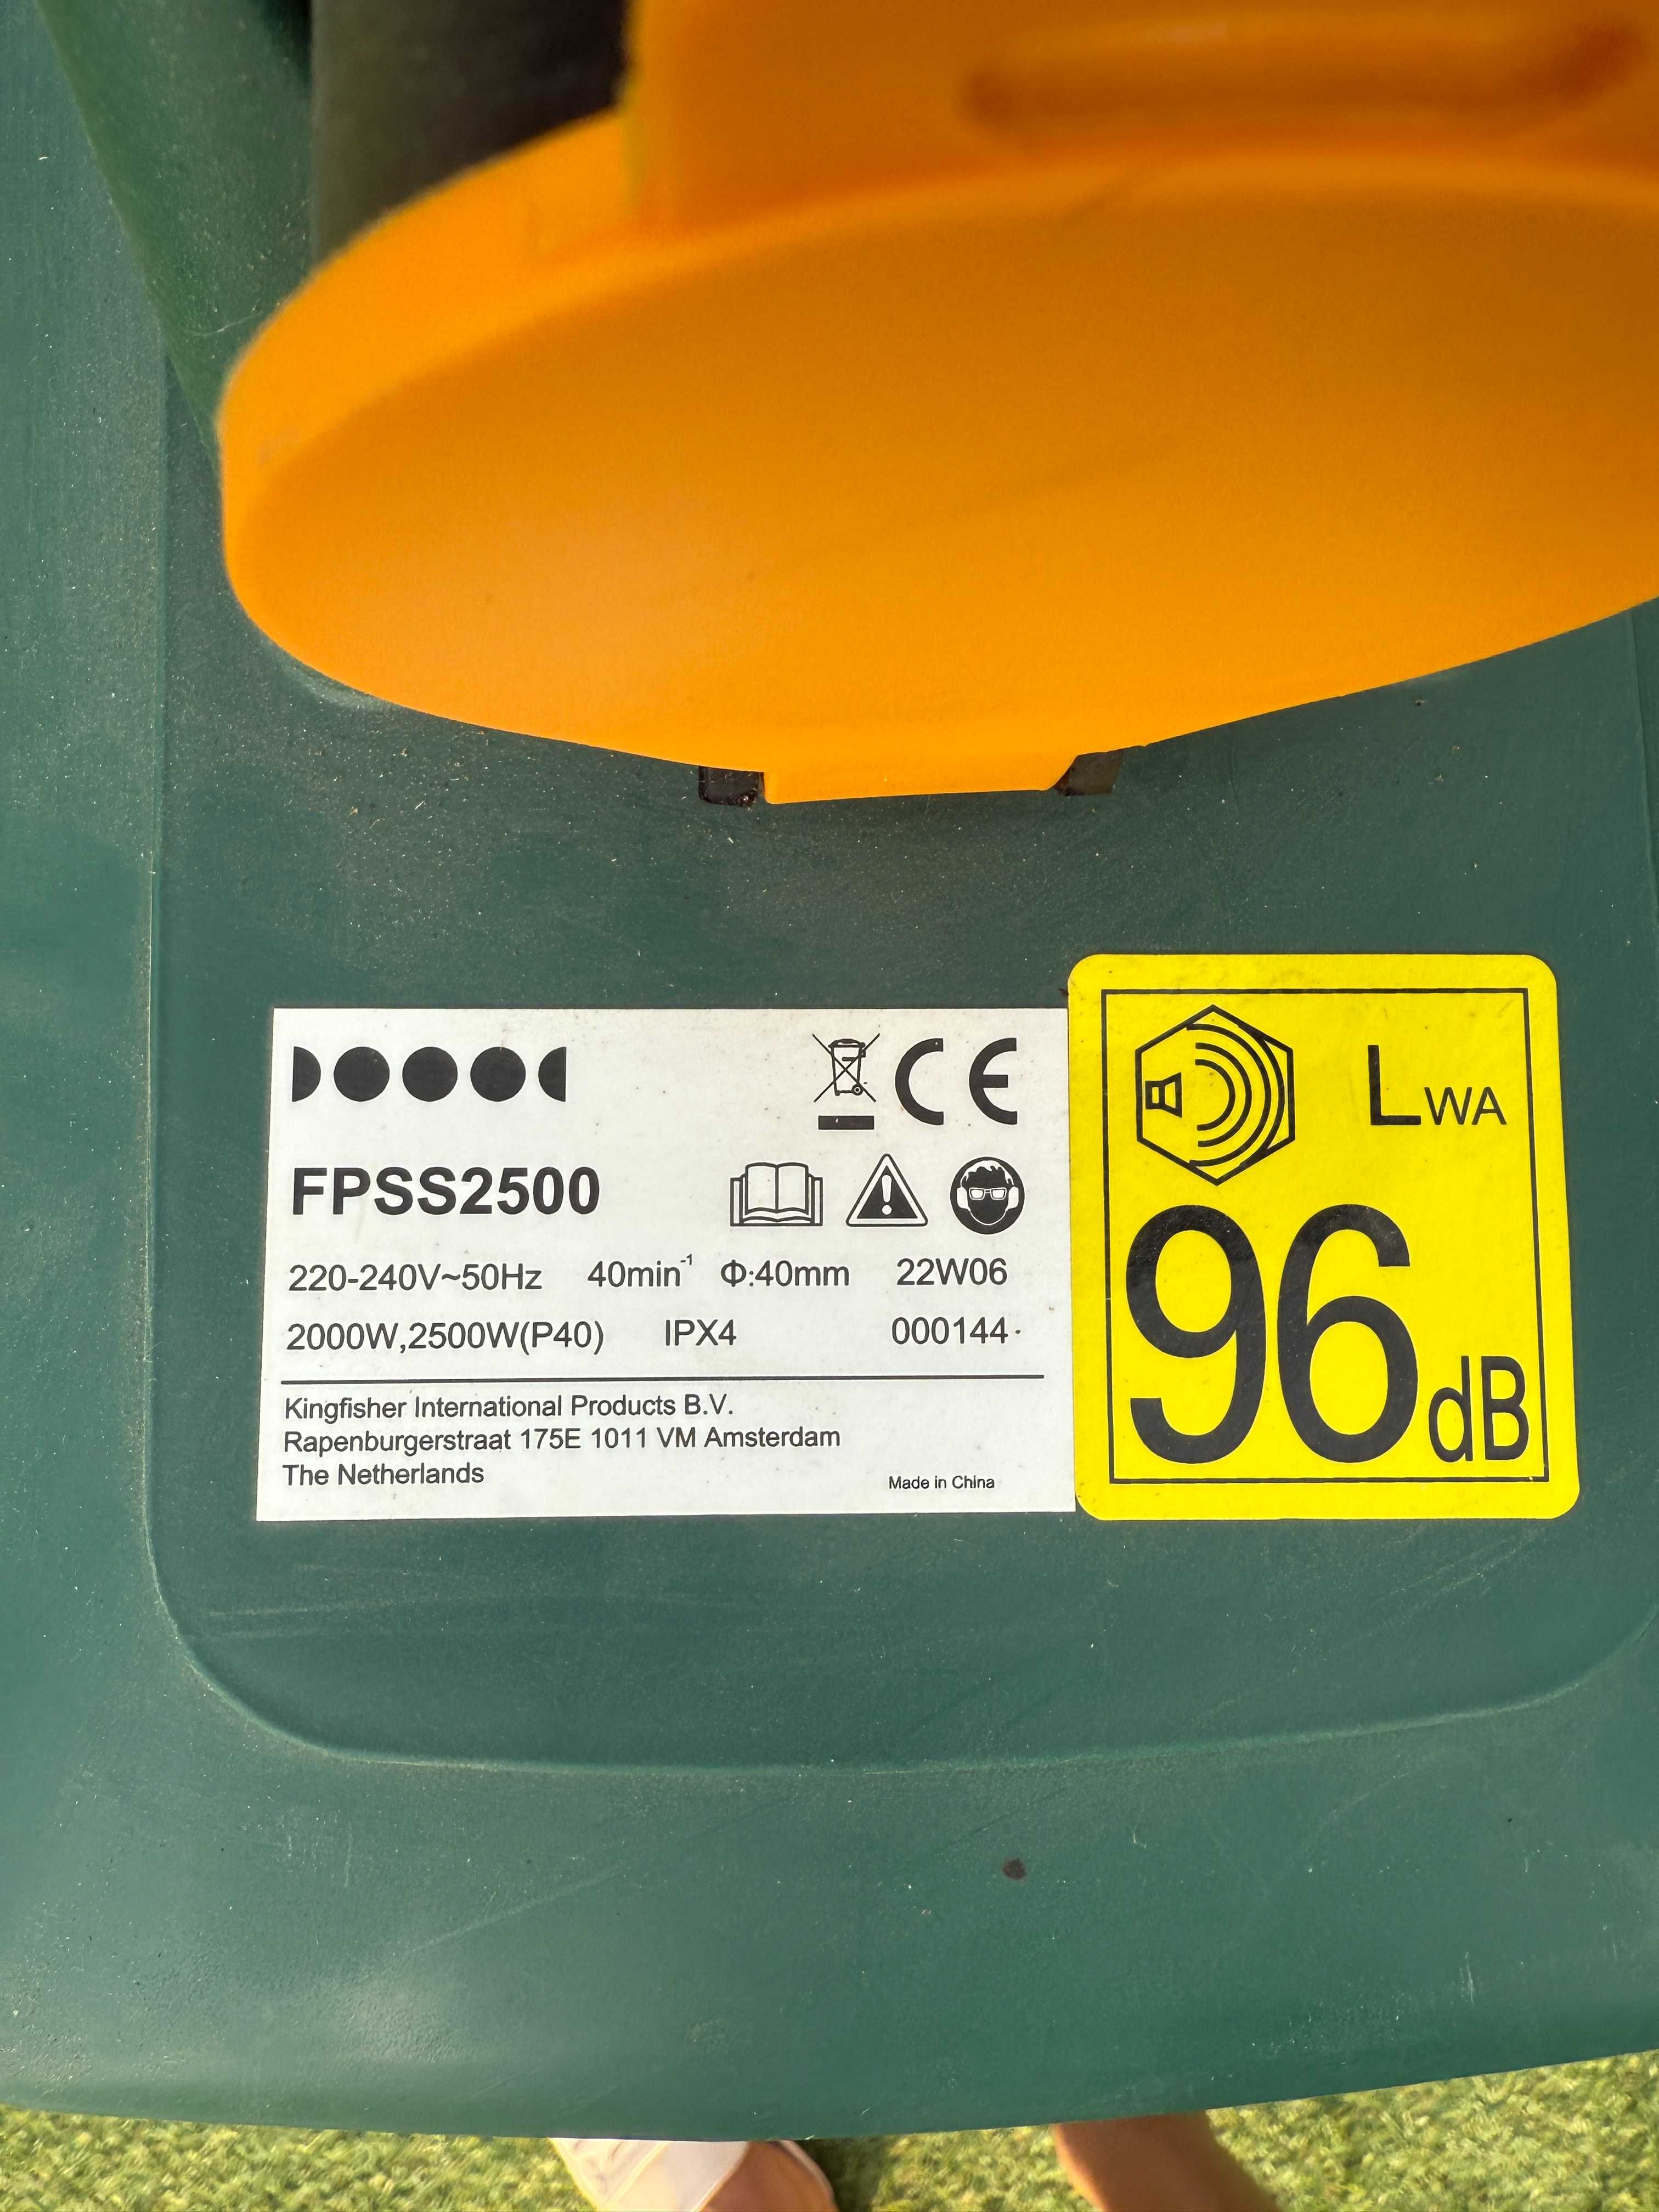 CE
FPSS2500
220-240V~50Hz 40min⁻¹ Φ:40mm 22W06
2000W,2500W(P40) IPX4 000144
Kingfisher International Products B.V.
Rapenburgerstraat 175E 1011 VM Amsterdam
The Netherlands
Made in China
LWA
96dB